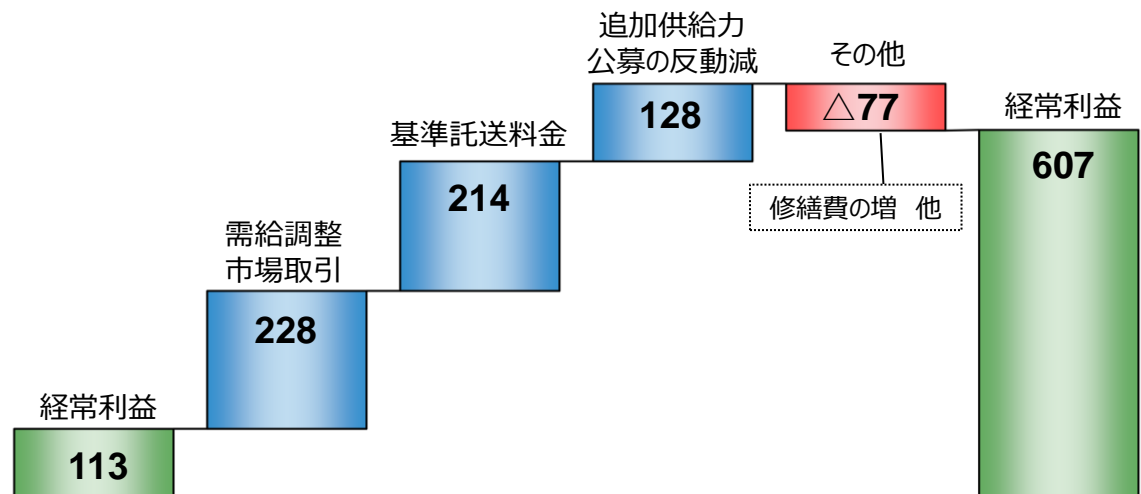 経常利益
113
需給調整
市場取引
228
基準託送料金
214
追加供給力
公募の反動減
128
その他
△77
修繕費の増 他
経常利益
607